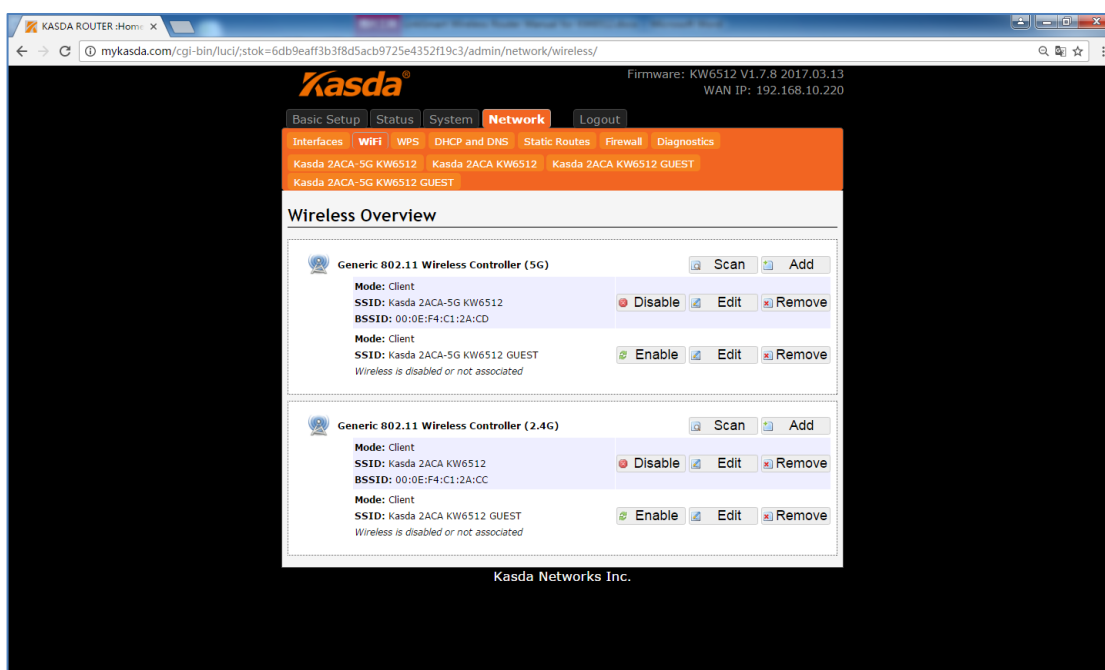 KASDA ROUTER :Home
mykasda.com/cgi-bin/luci/;stok=6db9eaff3b3f8d5acb9725e4352f19c3/admin/network/wireless/
Kasda®
Firmware: KW6512 V1.7.8 2017.03.13
WAN IP: 192.168.10.220
Basic Setup Status System Network Logout
Interfaces WiFi WPS DHCP and DNS Static Routes Firewall Diagnostics
Kasda 2ACA-5G KW6512 Kasda 2ACA KW6512 Kasda 2ACA KW6512 GUEST
Kasda 2ACA-5G KW6512 GUEST
Wireless Overview
Generic 802.11 Wireless Controller (5G) Scan Add
Mode: Client
SSID: Kasda 2ACA-5G KW6512 Disable Edit Remove
BSSID: 00:0E:F4:C1:2A:CD
Mode: Client
SSID: Kasda 2ACA-5G KW6512 GUEST Enable Edit Remove
Wireless is disabled or not associated
Generic 802.11 Wireless Controller (2.4G) Scan Add
Mode: Client
SSID: Kasda 2ACA KW6512 Disable Edit Remove
BSSID: 00:0E:F4:C1:2A:CC
Mode: Client
SSID: Kasda 2ACA KW6512 GUEST Enable Edit Remove
Wireless is disabled or not associated
Kasda Networks Inc.